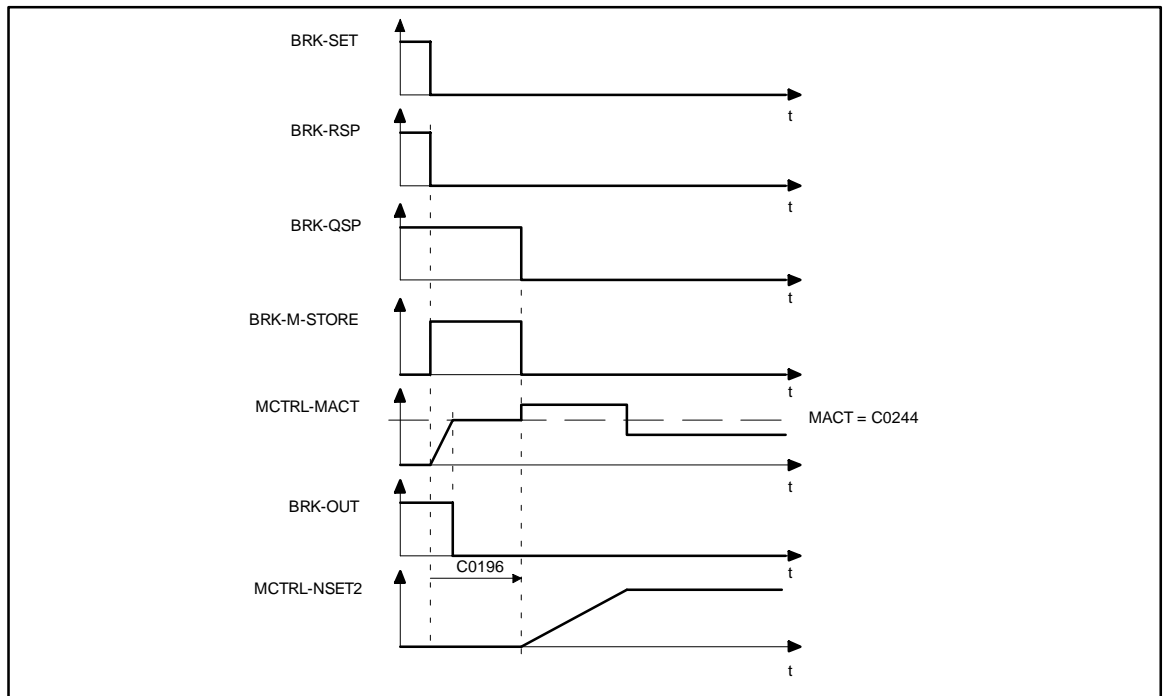 BRK-SET
t
BRK-RSP
t
BRK-QSP
t
BRK-M-STORE
t
MCTRL-MACT
MACT = C0244
t
BRK-OUT
C0196
t
MCTRL-NSET2
t